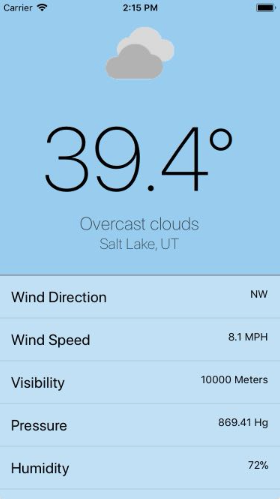 Carrier 2:15 PM
39.4°
Overcast clouds
Salt Lake, UT
Wind Direction NW
Wind Speed 8.1 MPH
Visibility 10000 Meters
Pressure 869.41 Hg
Humidity 72%